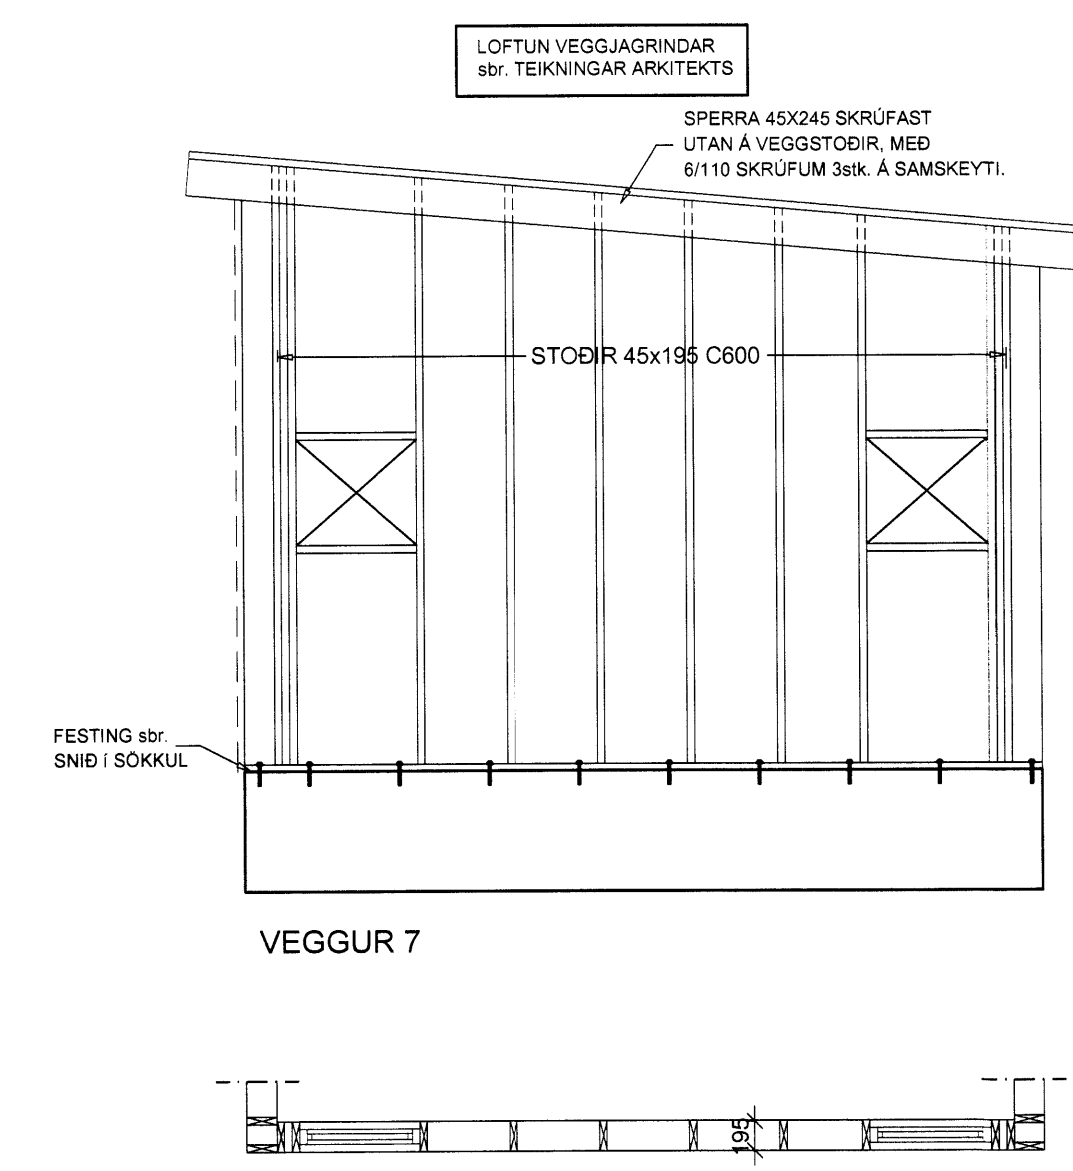 LOFTUN VEGGJAGRINDAR
sbr. TEIKNINGAR ARKITEKTS
SPERRA 45X245 SKRÚFAST
UTAN Á VEGGSTOÐIR, MEÐ
6/110 SKRÚFUM 3stk. Á SAMSKEYTI.
STOÐIR 45x195 C600
FESTING sbr.
SNIÐ í SÖKKUL
VEGGUR 7
195